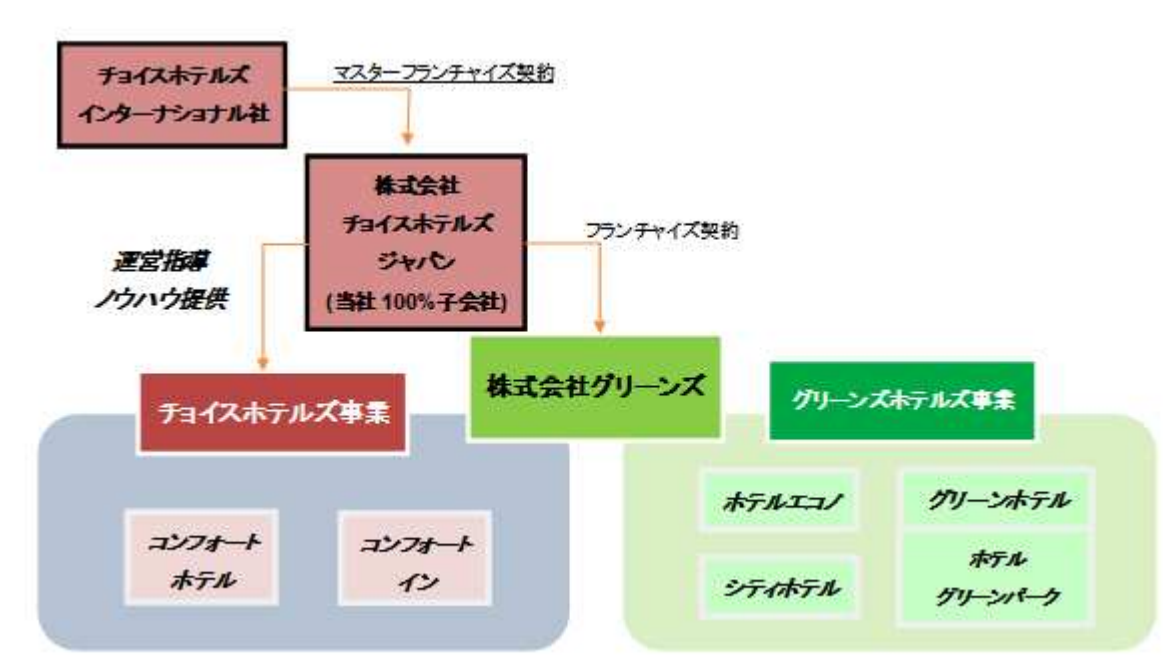 チョイスホテルズ
インターナショナル社
マスターフランチャイズ契約
株式会社
チョイスホテルズ
ジャパン
(当社 100%子会社)
フランチャイズ契約
運営指導
ノウハウ提供
チョイスホテルズ事業
株式会社グリーンズ
グリーンズホテルズ事業
コンフォート
ホテル
コンフォート
イン
ホテルエコノ
シティホテル
グリーンホテル
ホテル
グリーンパーク